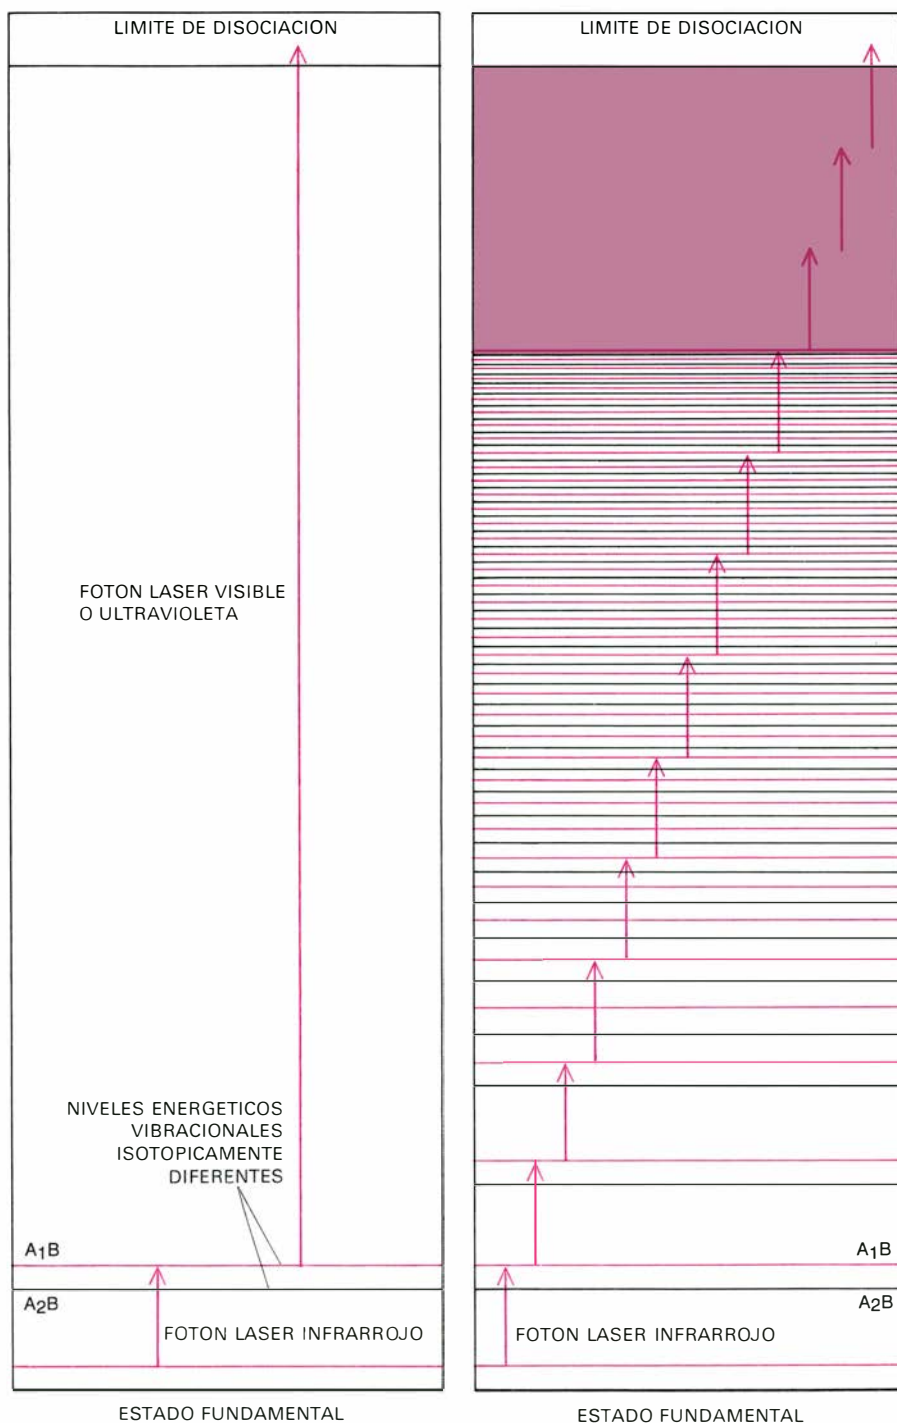 LIMITE DE DISOCIACION
FOTON LASER VISIBLE
O ULTRAVIOLETA
NIVELES ENERGETICOS
VIBRACIONALES
ISOTOPICAMENTE
DIFERENTES
A1B
A2B
FOTON LASER INFRARROJO
ESTADO FUNDAMENTAL
LIMITE DE DISOCIACION
A1B
A2B
FOTON LASER INFRARROJO
ESTADO FUNDAMENTAL